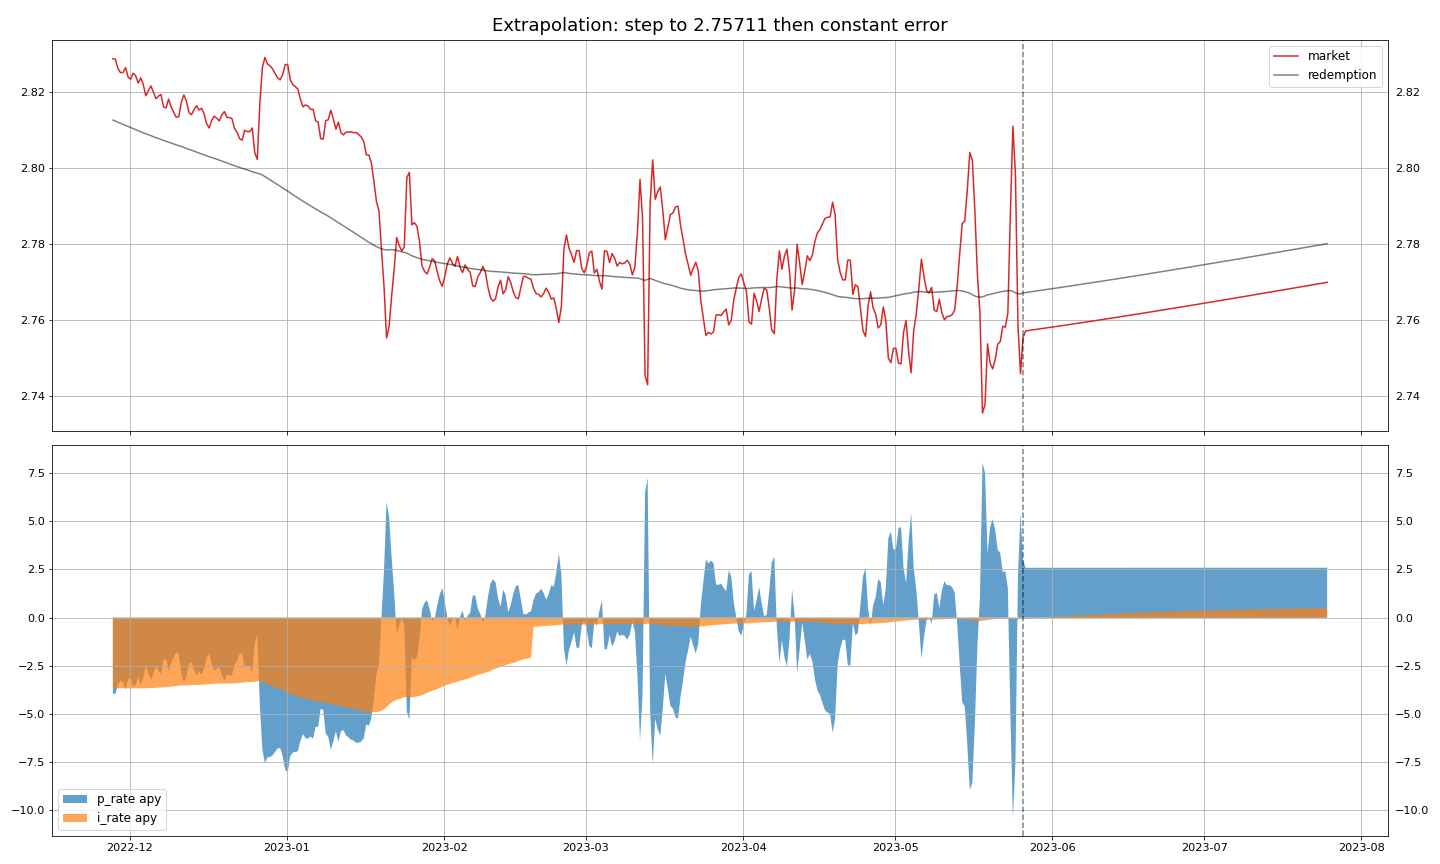 Extrapolation: step to 2.75711 then constant error
market
redemption
2.82 2.82
2.80 2.80
2.78 2.78
2.76 2.76
2.74 2.74
7.5 7.5
5.0 5.0
2.5 2.5
0.0 0.0
−2.5 −2.5
−5.0 −5.0
−7.5 −7.5
−10.0 −10.0
p_rate apy
i_rate apy
2022-12 2023-01 2023-02 2023-03 2023-04 2023-05 2023-06 2023-07 2023-08